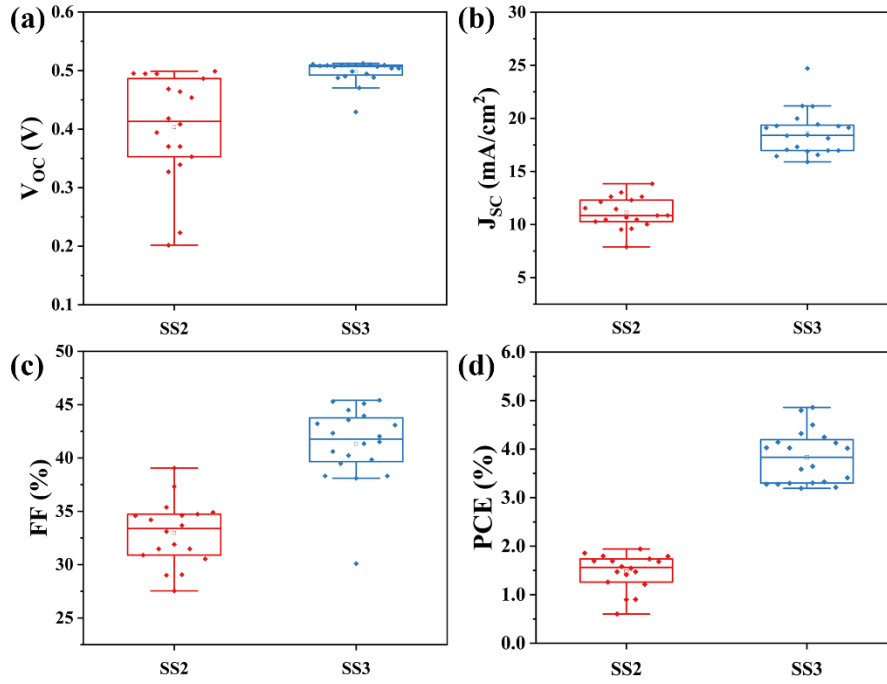 (a)
0.6
0.5
0.4
0.3
0.2
0.1
V_OC (V)
SS2 SS3
(b)
30
25
20
15
10
5
J_SC (mA/cm²)
SS2 SS3
(c)
50
45
40
35
30
25
FF (%)
SS2 SS3
(d)
6.0
5.0
4.0
3.0
2.0
1.0
0.0
PCE (%)
SS2 SS3